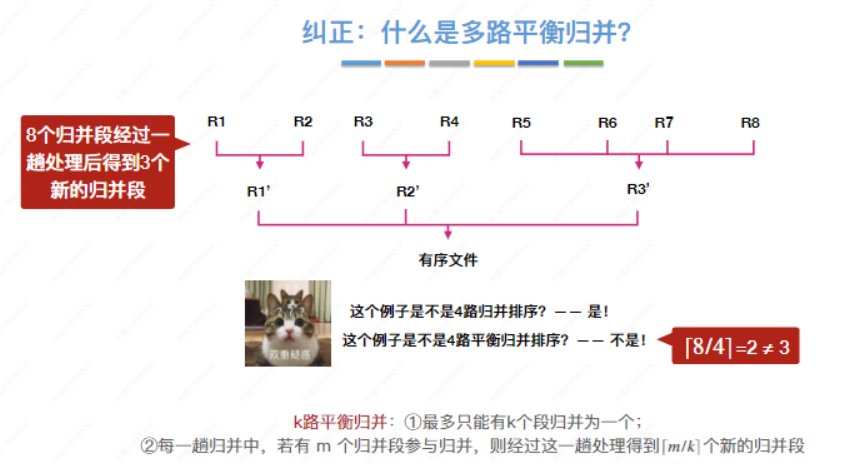 纠正：什么是多路平衡归并?
8个归并段经过一
趟处理后得到3个
新的归并段
R1 R2 R3 R4 R5 R6 R7 R8
R1’ R2’ R3’
有序文件
双重疑惑
这个例子是不是4路归并排序? —— 是!
这个例子是不是4路平衡归并排序? —— 不是!
⌈8/4⌉=2 ≠ 3
k路平衡归并：①最多只能有k个段归并为一个；
②每一趟归并中，若有 m 个归并段参与归并，则经过这一趟处理得到⌈m/k⌉个新的归并段